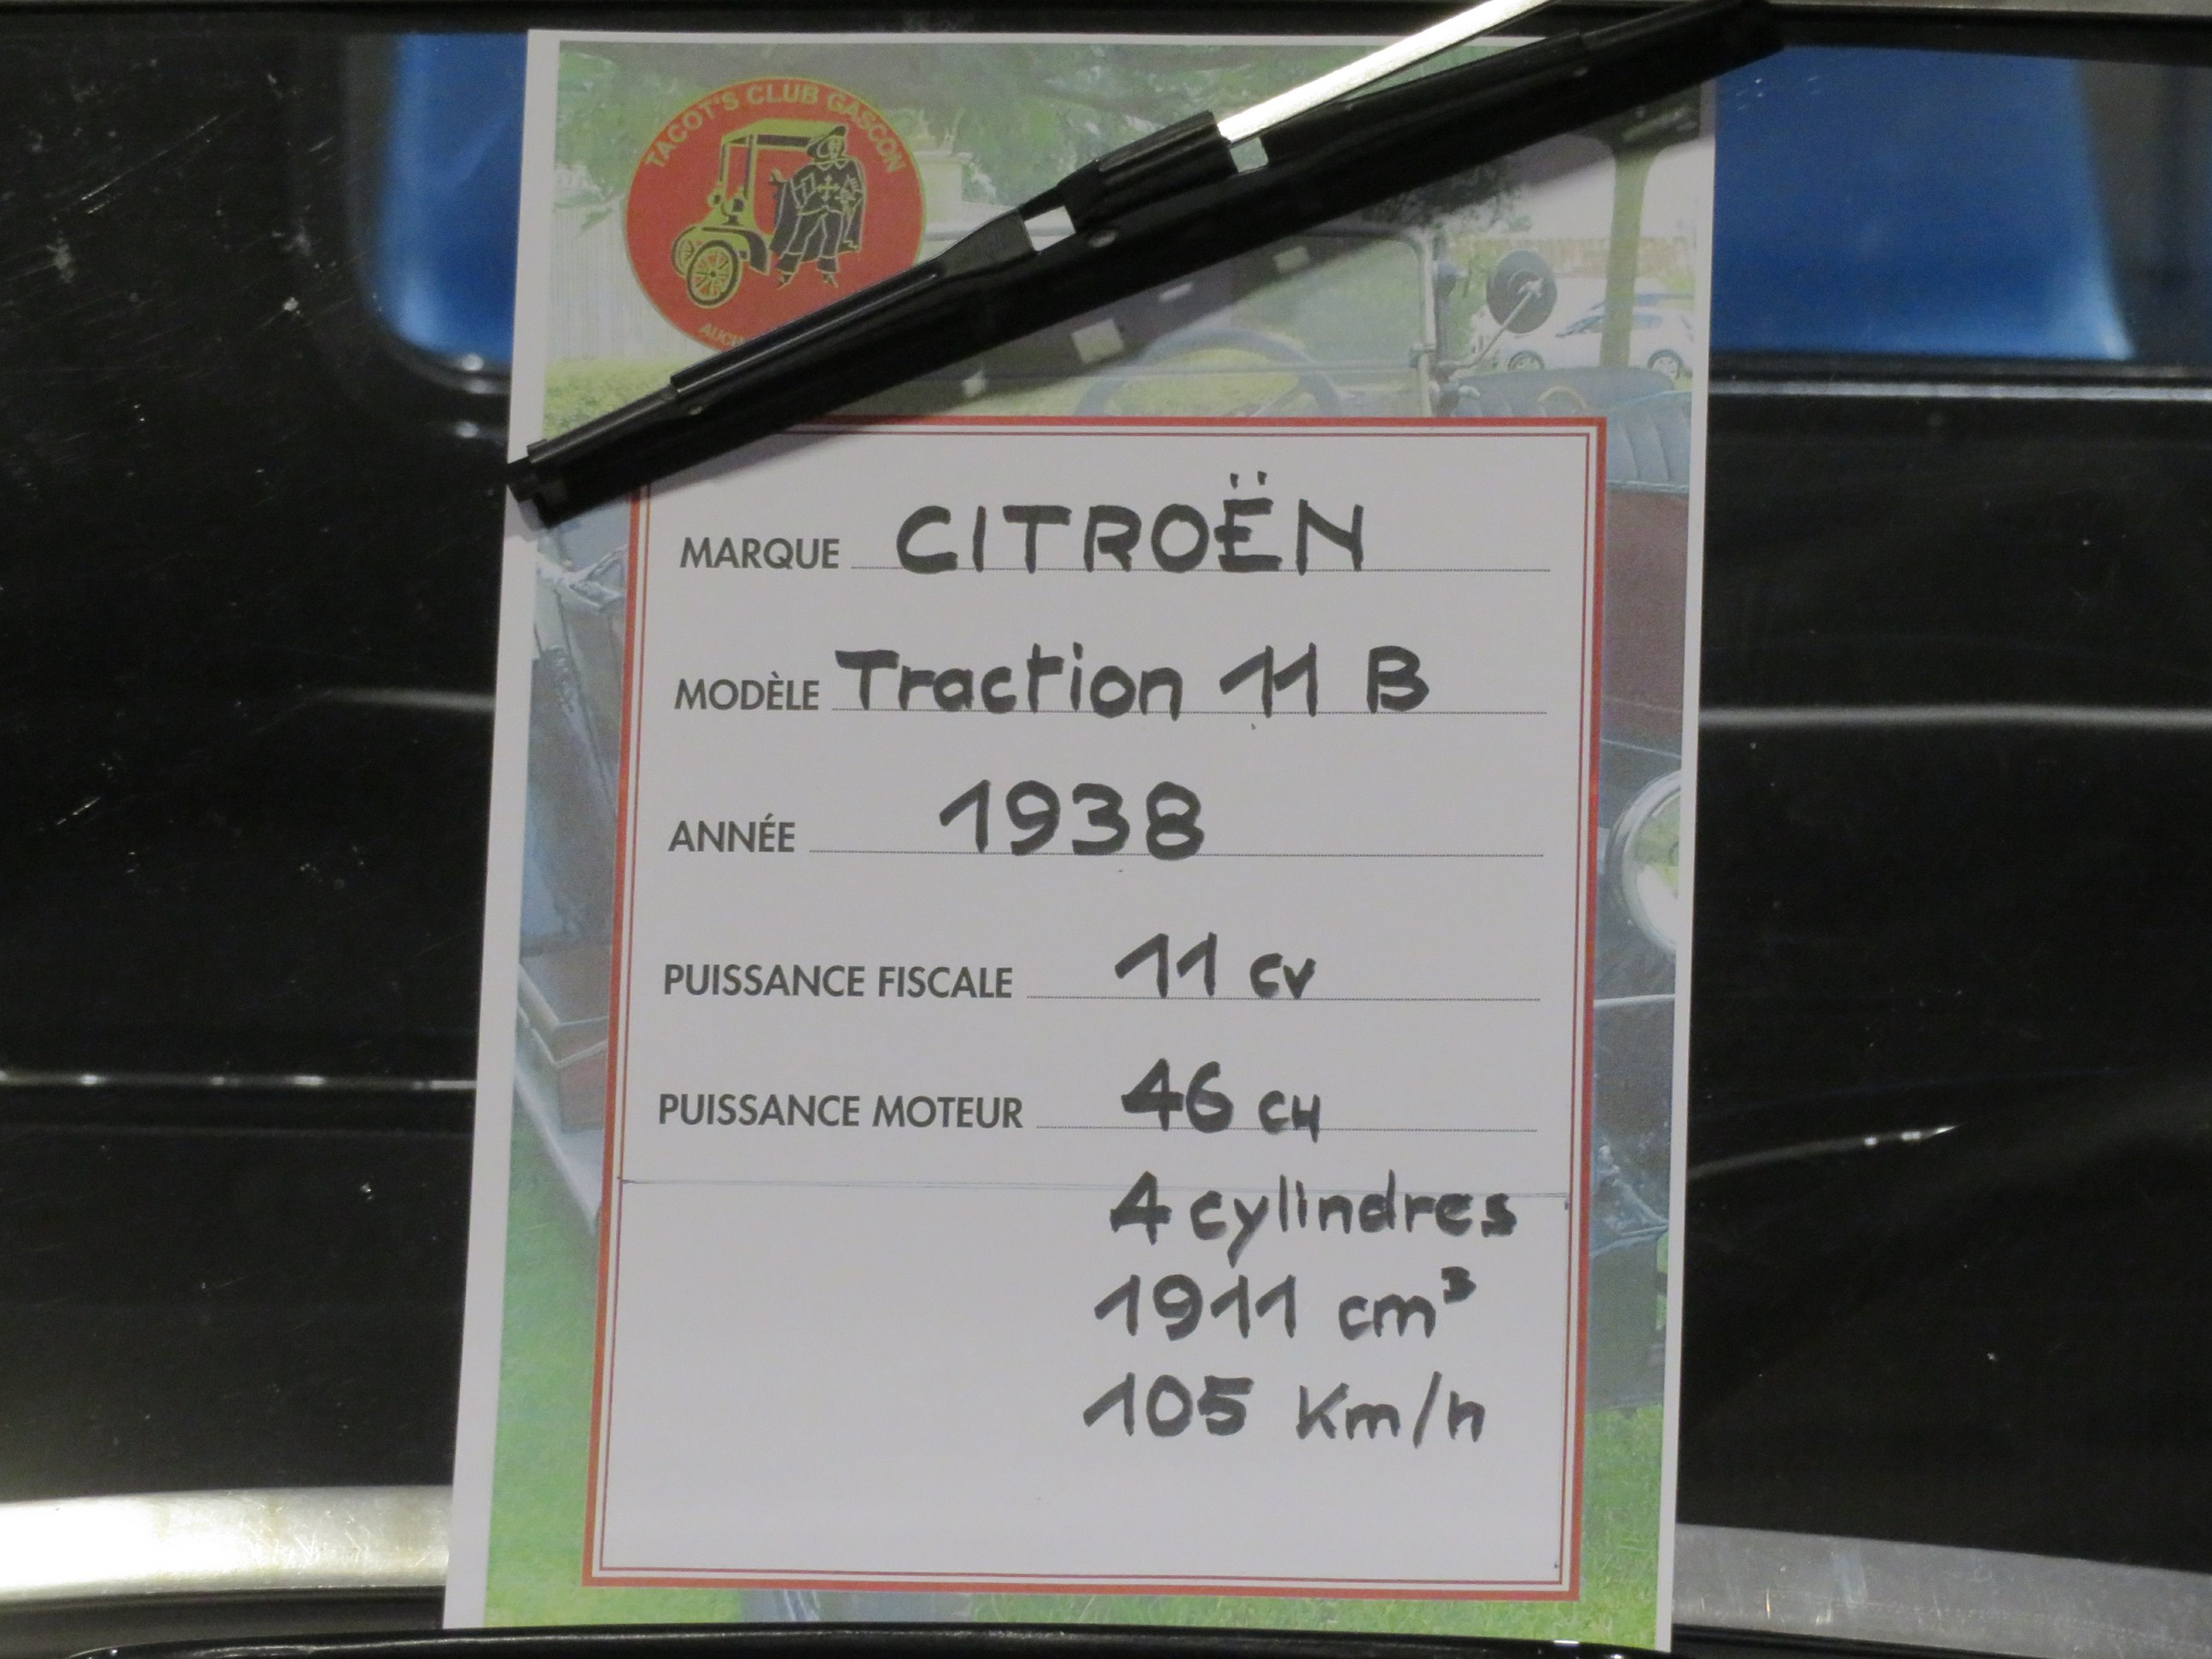 TACOT'S CLUB GASCON
AUCH
MARQUE CITROËN
MODÈLE Traction 11 B
ANNÉE 1938
PUISSANCE FISCALE 11 CV
PUISSANCE MOTEUR 46 CH
4 cylindres
1911 cm³
105 Km/h